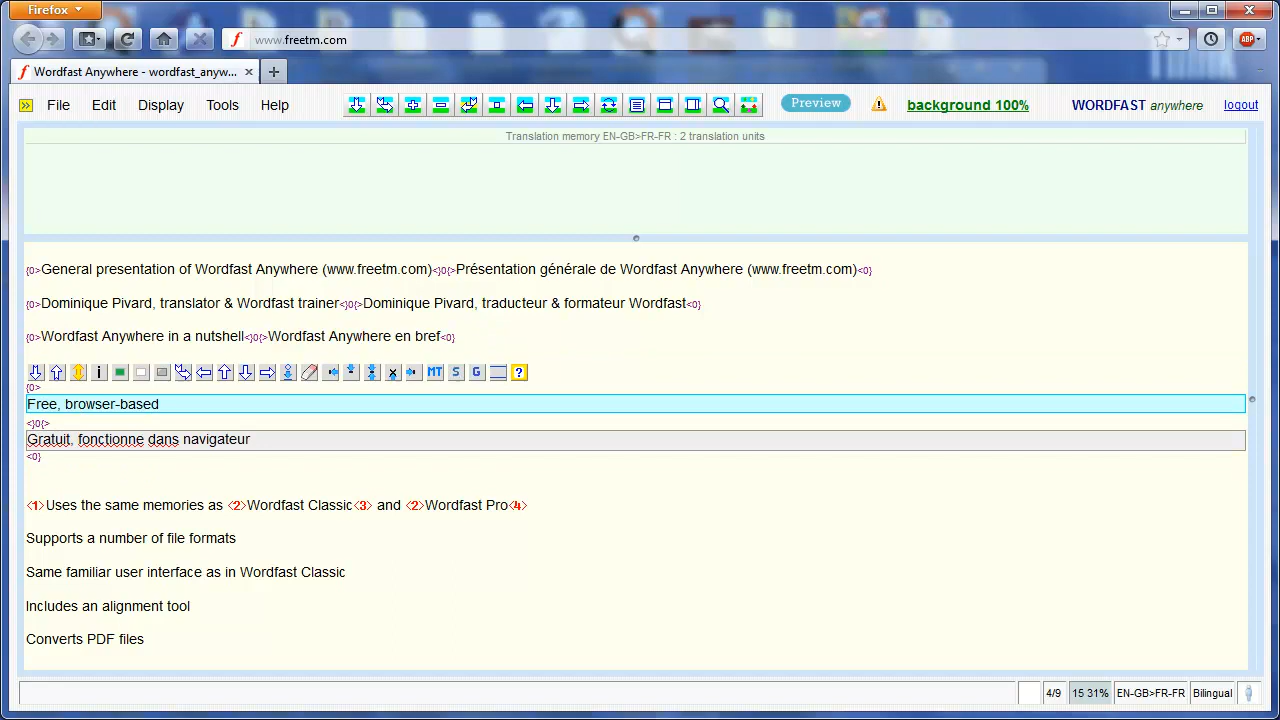 Firefox
www.freetm.com
ABP
Wordfast Anywhere - wordfast_anyw...
File Edit Display Tools Help
Preview
background 100%
WORDFAST anywhere
logout
Translation memory EN-GB>FR-FR : 2 translation units
{0>General presentation of Wordfast Anywhere (www.freetm.com)<}0{>Présentation générale de Wordfast Anywhere (www.freetm.com)<0}
{0>Dominique Pivard, translator & Wordfast trainer<}0{>Dominique Pivard, traducteur & formateur Wordfast<0}
{0>Wordfast Anywhere in a nutshell<}0{>Wordfast Anywhere en bref<0}
i MT S G ?
{0>
Free, browser-based
<}0{>
Gratuit, fonctionne dans navigateur
<0}
<1>Uses the same memories as <2>Wordfast Classic<3> and <2>Wordfast Pro<4>
Supports a number of file formats
Same familiar user interface as in Wordfast Classic
Includes an alignment tool
Converts PDF files
4/9 15 31% EN-GB>FR-FR Bilingual